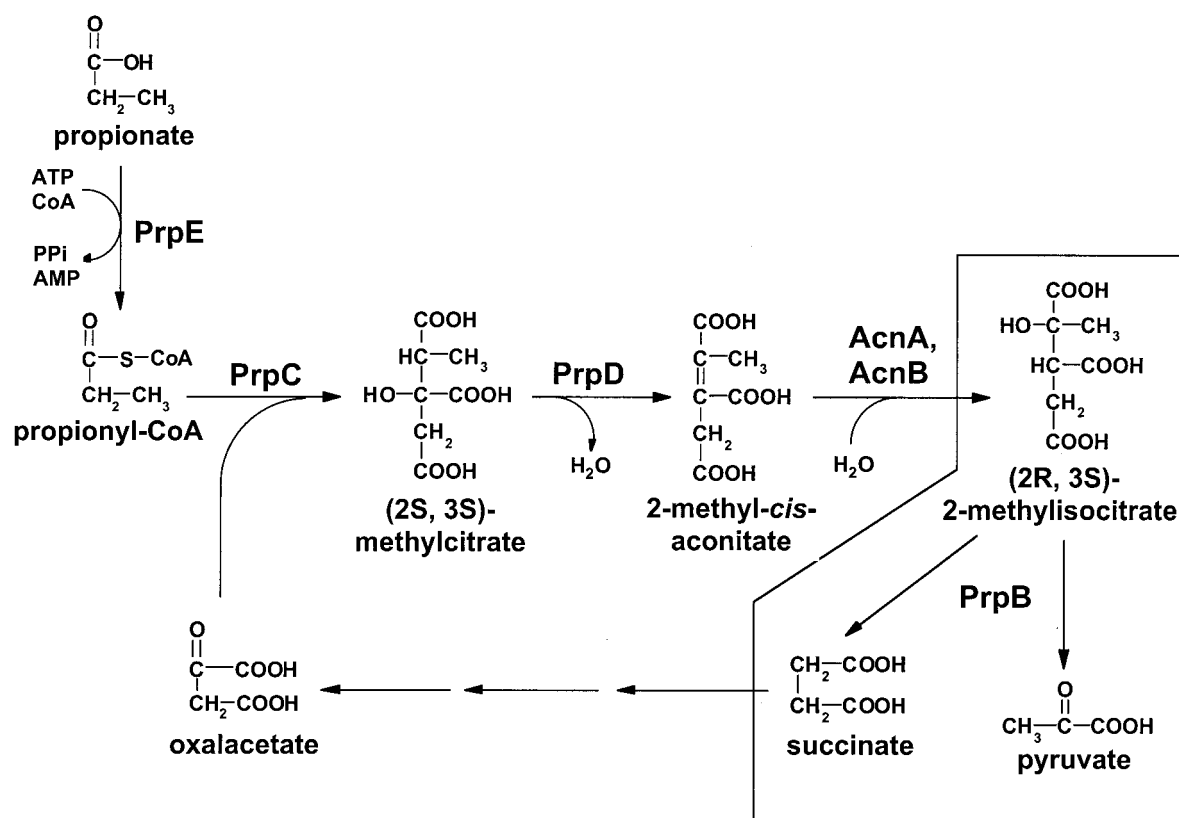 O
C—OH
CH2—CH3
propionate
ATP
CoA
PrpE
PPi
AMP
O
C—S—CoA
CH2—CH3
propionyl-CoA
PrpC
COOH
HC—CH3
HO—C—COOH
CH2
COOH
(2S, 3S)-
methylcitrate
PrpD
H2O
COOH
C—CH3
C—COOH
CH2
COOH
2-methyl-cis-
aconitate
AcnA,
AcnB
H2O
COOH
HO—C—CH3
HC—COOH
CH2
COOH
(2R, 3S)-
2-methylisocitrate
PrpB
O
C—COOH
CH2—COOH
oxalacetate
CH2—COOH
CH2—COOH
succinate
O
CH3—C—COOH
pyruvate